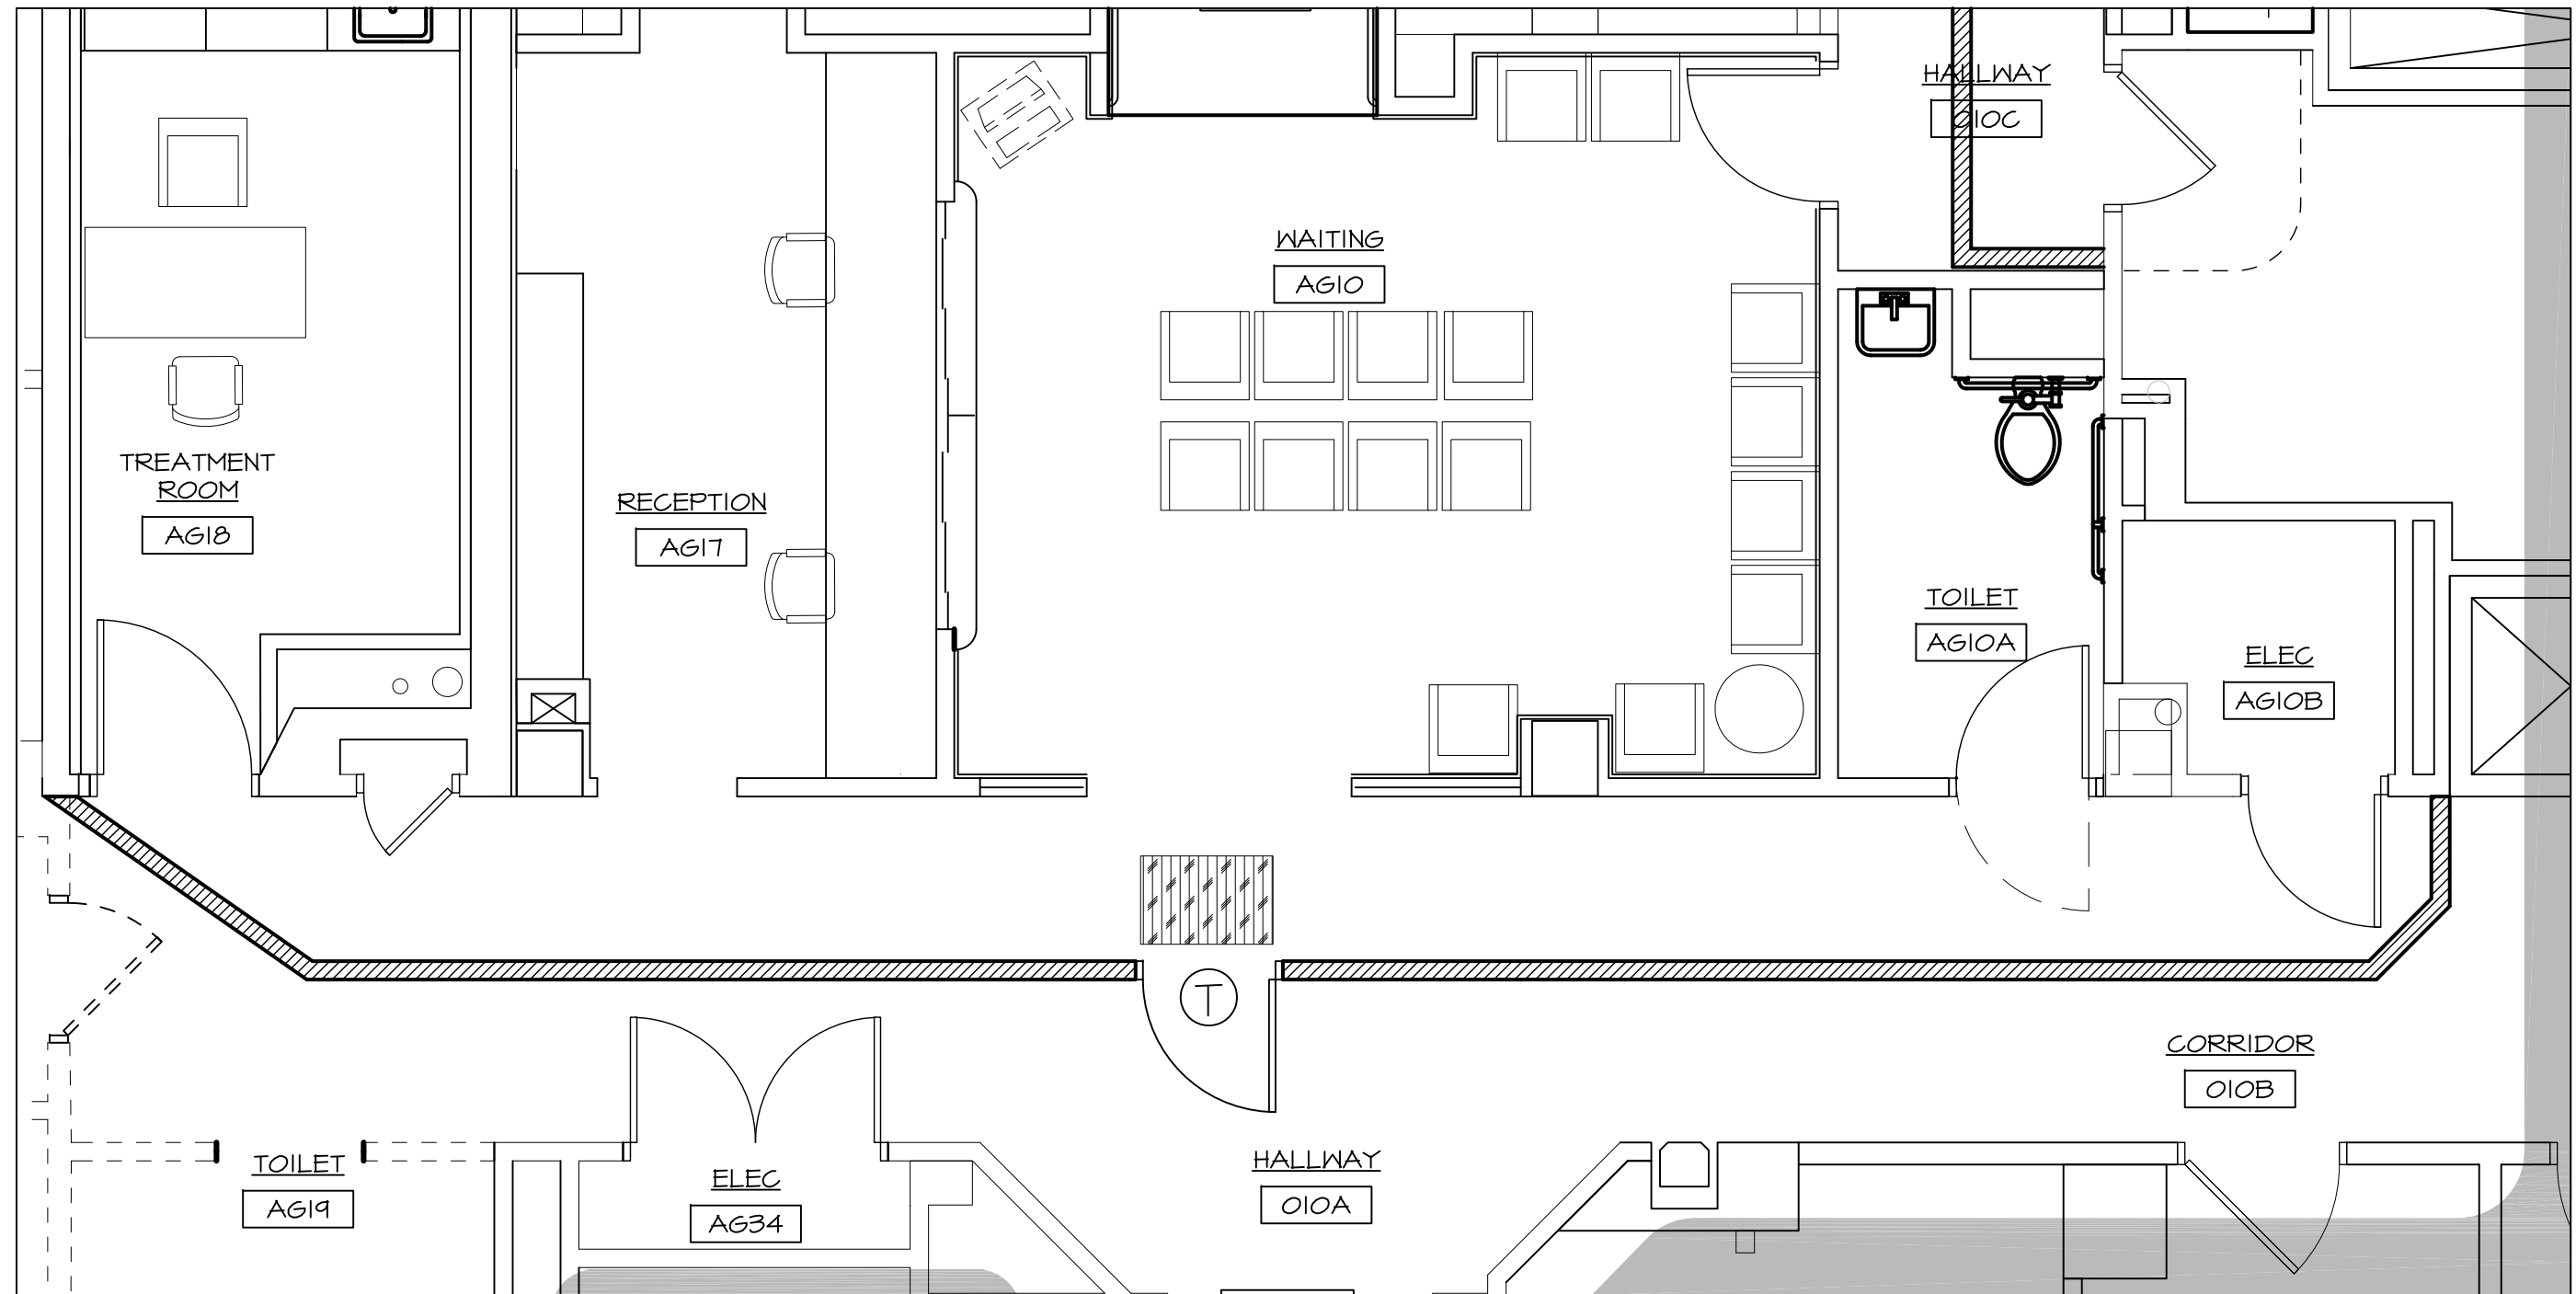 HALLWAY
010C
WAITING
AG10
TREATMENT
ROOM
AG18
RECEPTION
AG17
TOILET
AG10A
ELEC
AG10B
T
CORRIDOR
010B
TOILET
AG19
ELEC
AG34
HALLWAY
010A